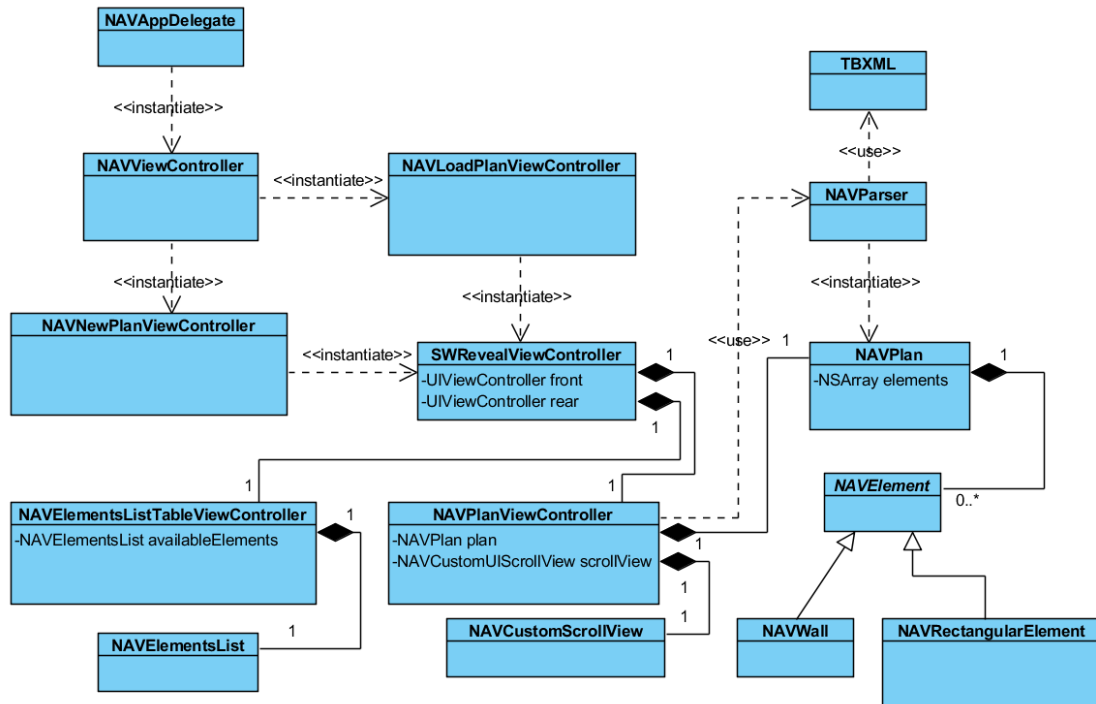 NAVAppDelegate
TBXML
<<instantiate>>
<<use>>
NAVViewController
<<instantiate>>
NAVLoadPlanViewController
NAVParser
<<instantiate>>
<<instantiate>>
<<instantiate>>
NAVNewPlanViewController
<<instantiate>>
SWRevealViewController
-UIViewController front
-UIViewController rear
1
1
<<use>>
1
NAVPlan
-NSArray elements
1
1
1
NAVElement
0..*
NAVElementsListTableViewController
-NAVElementsList availableElements
1
NAVPlanViewController
-NAVPlan plan
-NAVCustomUIScrollView scrollView
1
1
1
NAVElementsList
1
NAVCustomScrollView
NAVWall
NAVRectangularElement